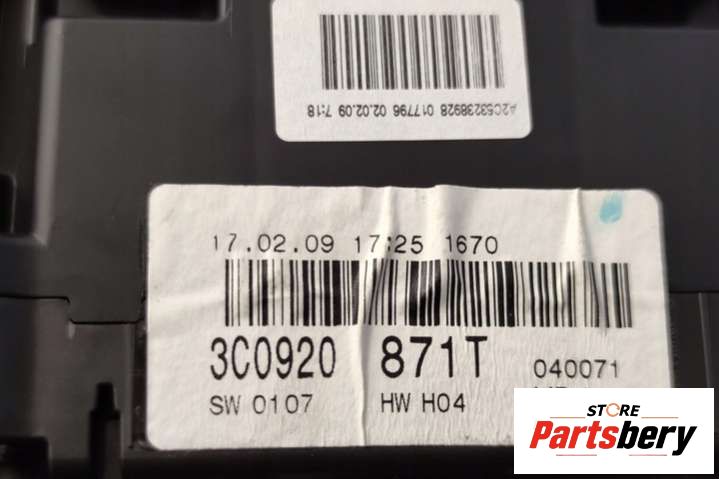 A2C53238928 017796 02.02.09 7:18
17.02.09 17:25 1670
3C0920 871T 040071
SW 0107 HW H04
STORE
Partsbery